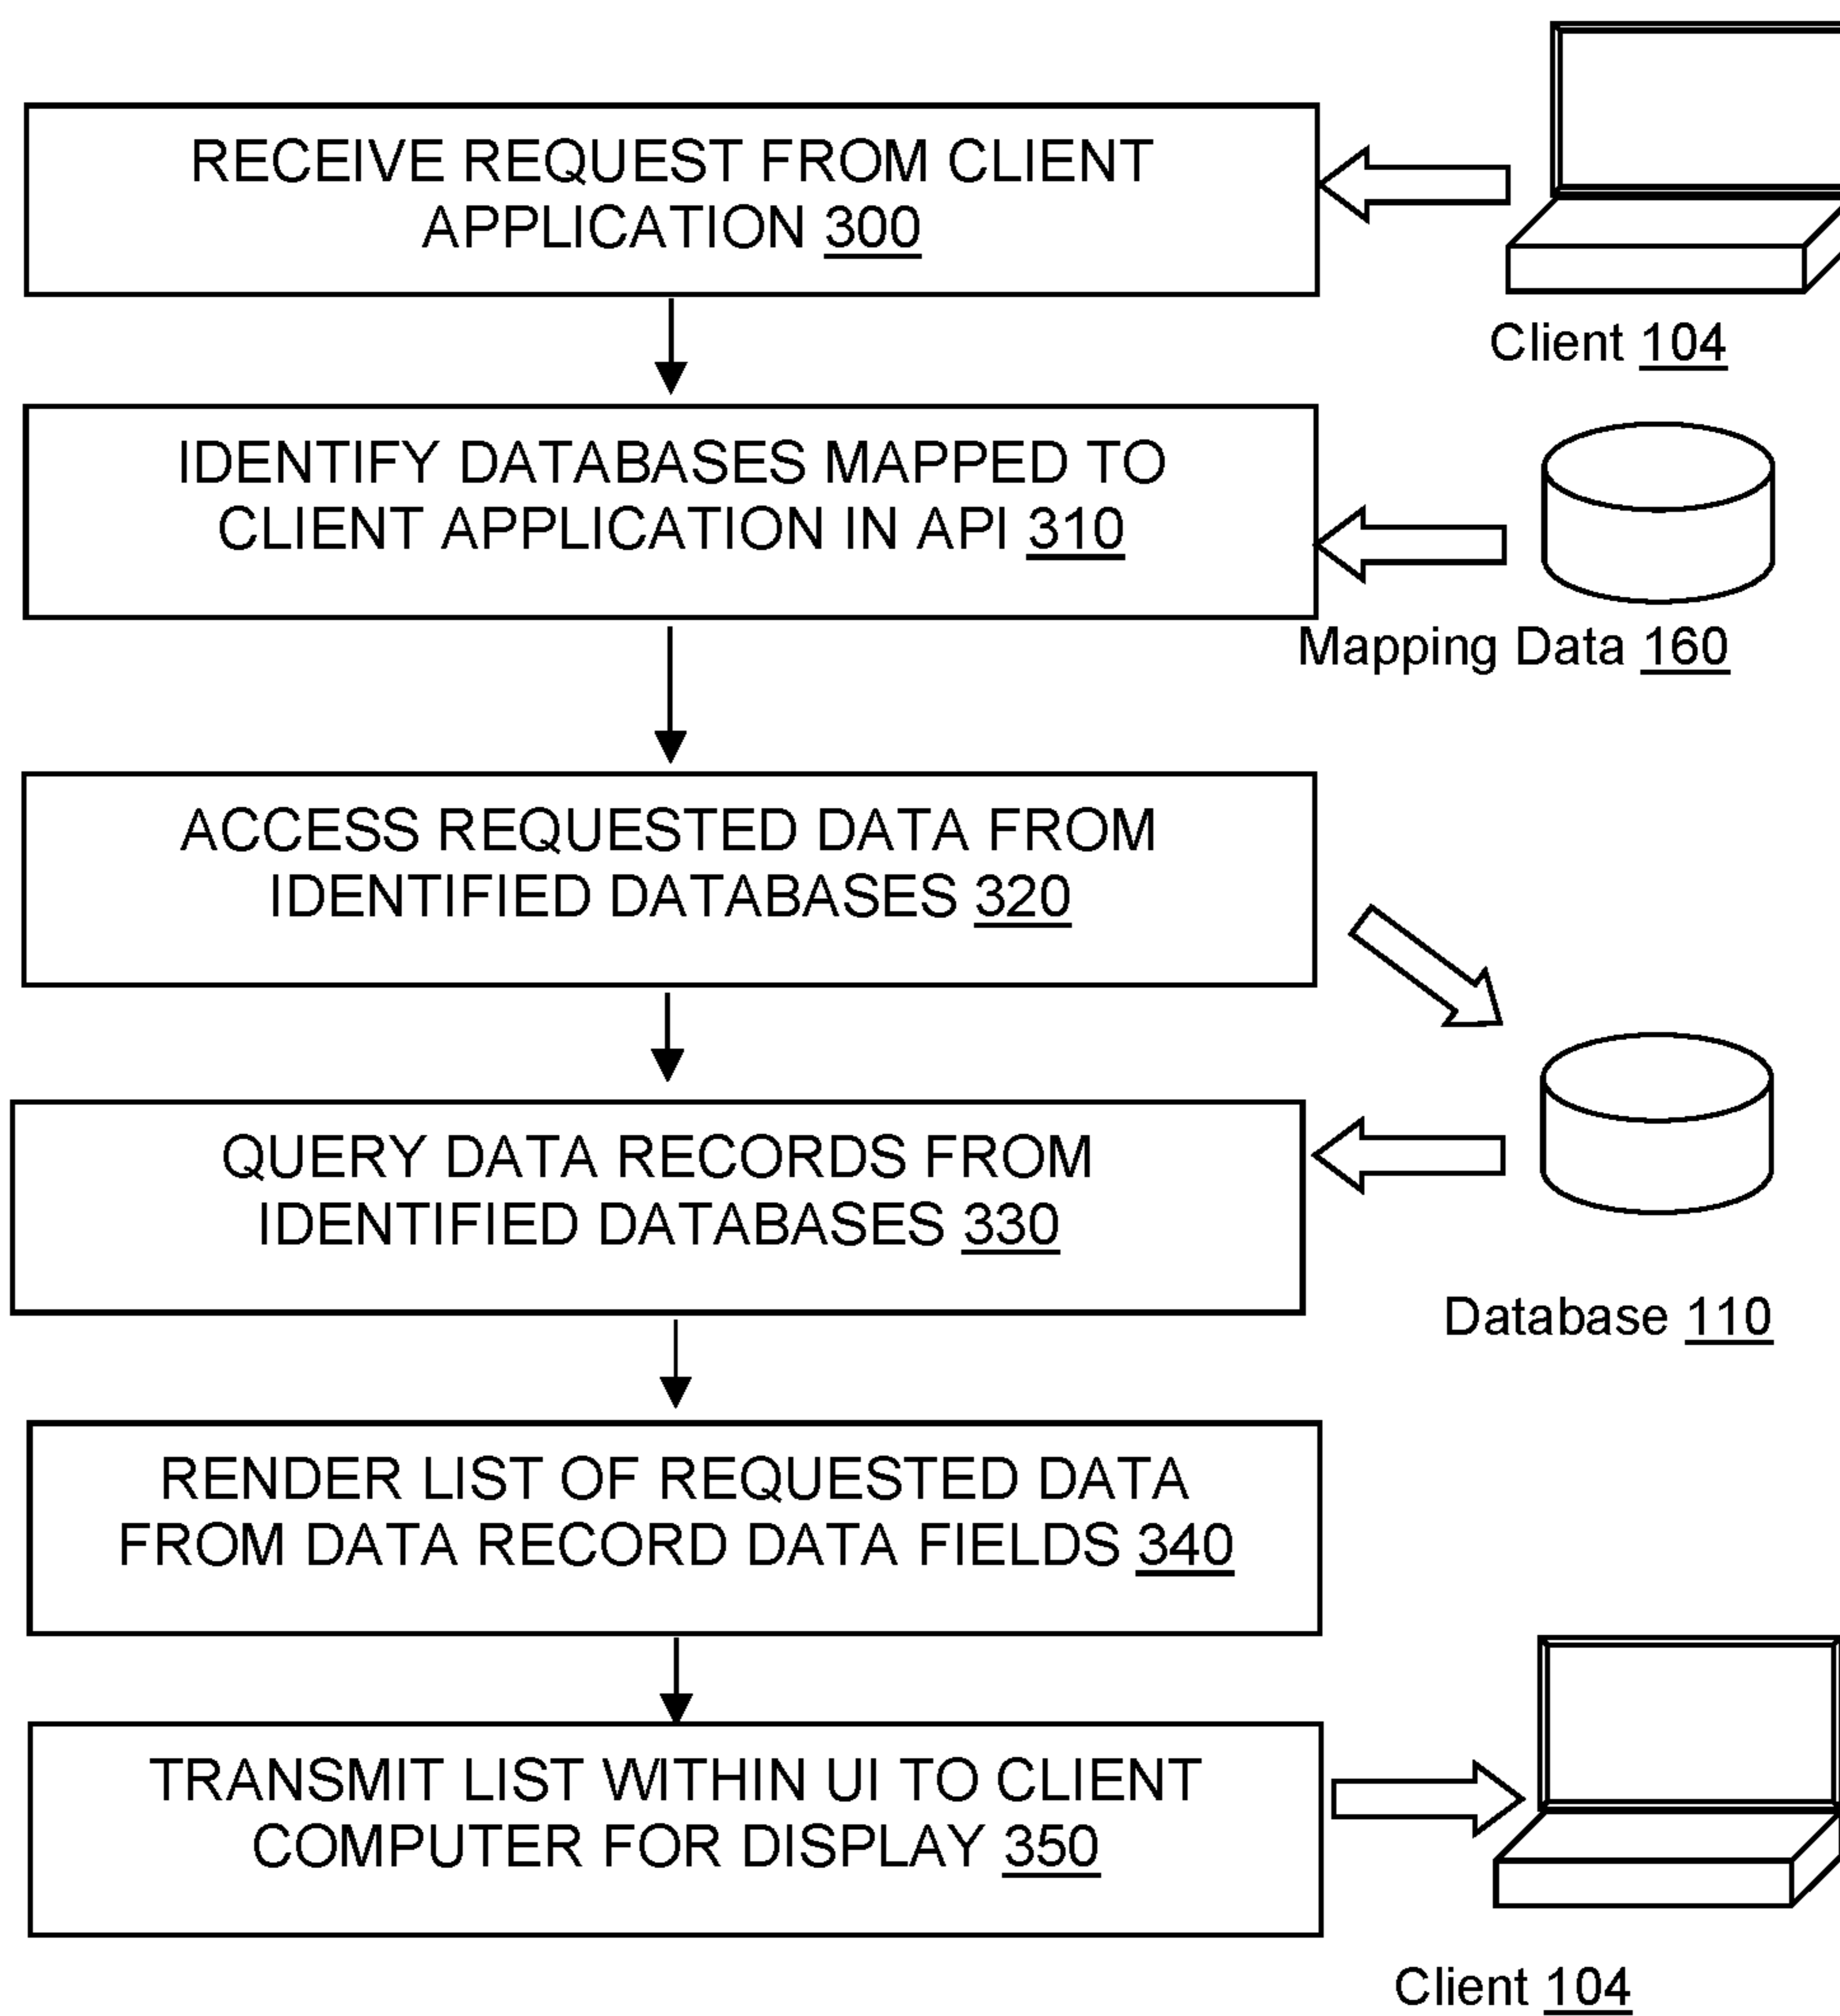 RECEIVE REQUEST FROM CLIENT
APPLICATION 300
Client 104
IDENTIFY DATABASES MAPPED TO
CLIENT APPLICATION IN API 310
Mapping Data 160
ACCESS REQUESTED DATA FROM
IDENTIFIED DATABASES 320
QUERY DATA RECORDS FROM
IDENTIFIED DATABASES 330
Database 110
RENDER LIST OF REQUESTED DATA
FROM DATA RECORD DATA FIELDS 340
TRANSMIT LIST WITHIN UI TO CLIENT
COMPUTER FOR DISPLAY 350
Client 104